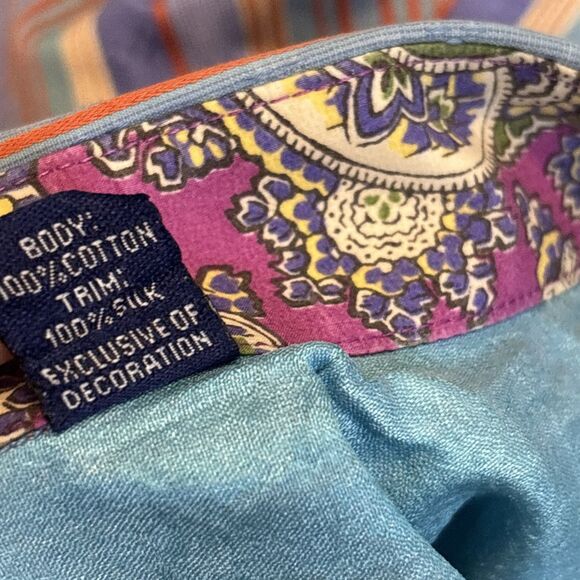 BODY:
100% COTTON
TRIM:
100% SILK
EXCLUSIVE OF
DECORATION